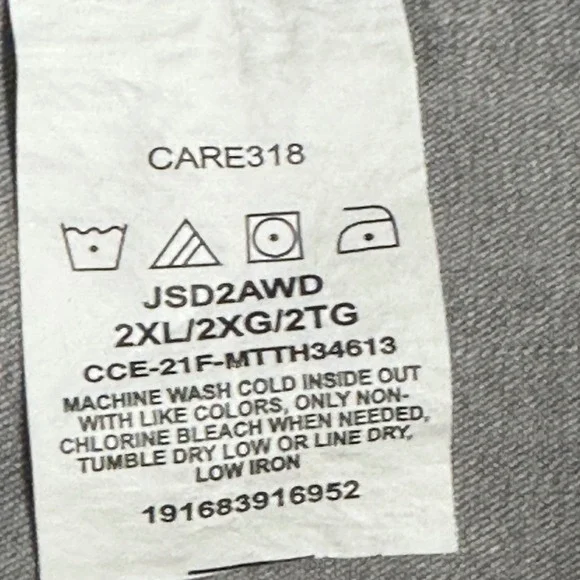 CARE318
JSD2AWD
2XL/2XG/2TG
CCE-21F-MTTH34613
MACHINE WASH COLD INSIDE OUT
WITH LIKE COLORS, ONLY NON-
CHLORINE BLEACH WHEN NEEDED,
TUMBLE DRY LOW OR LINE DRY,
LOW IRON
191683916952